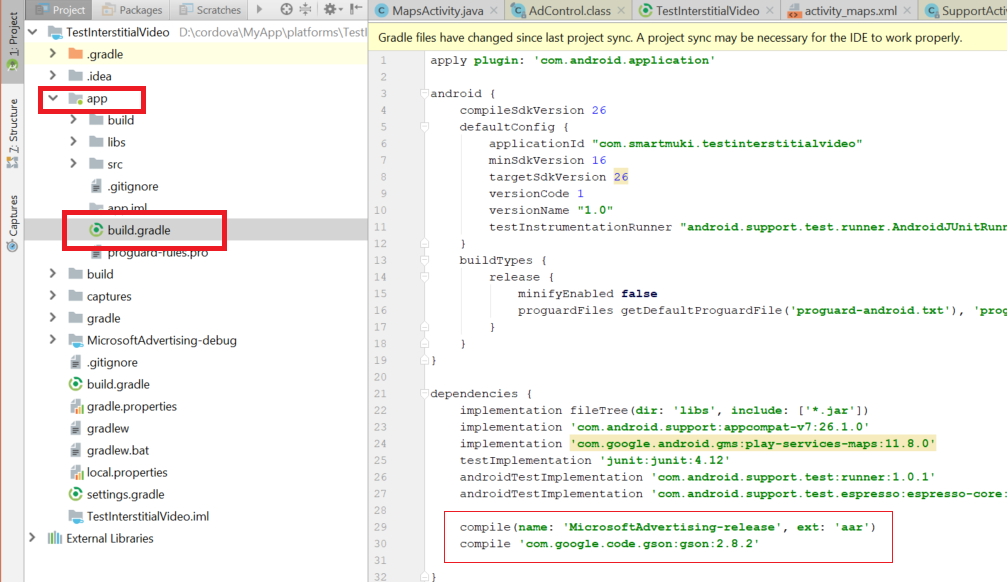 Project
Packages
Scratches
MapsActivity.java
AdControl.class
TestInterstitialVideo
activity_maps.xml
SupportActiv
1: Project
7: Structure
Captures
TestInterstitialVideo D:\cordova\MyApp\platforms\TestI
.gradle
.idea
app
build
libs
src
.gitignore
app.iml
build.gradle
proguard-rules.pro
build
captures
gradle
MicrosoftAdvertising-debug
.gitignore
build.gradle
gradle.properties
gradlew
gradlew.bat
local.properties
settings.gradle
TestInterstitialVideo.iml
External Libraries
Gradle files have changed since last project sync. A project sync may be necessary for the IDE to work properly.
1 apply plugin: 'com.android.application'
2
3 android {
4 compileSdkVersion 26
5 defaultConfig {
6 applicationId "com.smartmuki.testinterstitialvideo"
7 minSdkVersion 16
8 targetSdkVersion 26
9 versionCode 1
10 versionName "1.0"
11 testInstrumentationRunner "android.support.test.runner.AndroidJUnitRunn
12 }
13 buildTypes {
14 release {
15 minifyEnabled false
16 proguardFiles getDefaultProguardFile('proguard-android.txt'), 'prog
17 }
18 }
19 }
20
21 dependencies {
22 implementation fileTree(dir: 'libs', include: ['*.jar'])
23 implementation 'com.android.support:appcompat-v7:26.1.0'
24 implementation 'com.google.android.gms:play-services-maps:11.8.0'
25 testImplementation 'junit:junit:4.12'
26 androidTestImplementation 'com.android.support.test:runner:1.0.1'
27 androidTestImplementation 'com.android.support.test.espresso:espresso-core:
28
29 compile(name: 'MicrosoftAdvertising-release', ext: 'aar')
30 compile 'com.google.code.gson:gson:2.8.2'
31
32 }